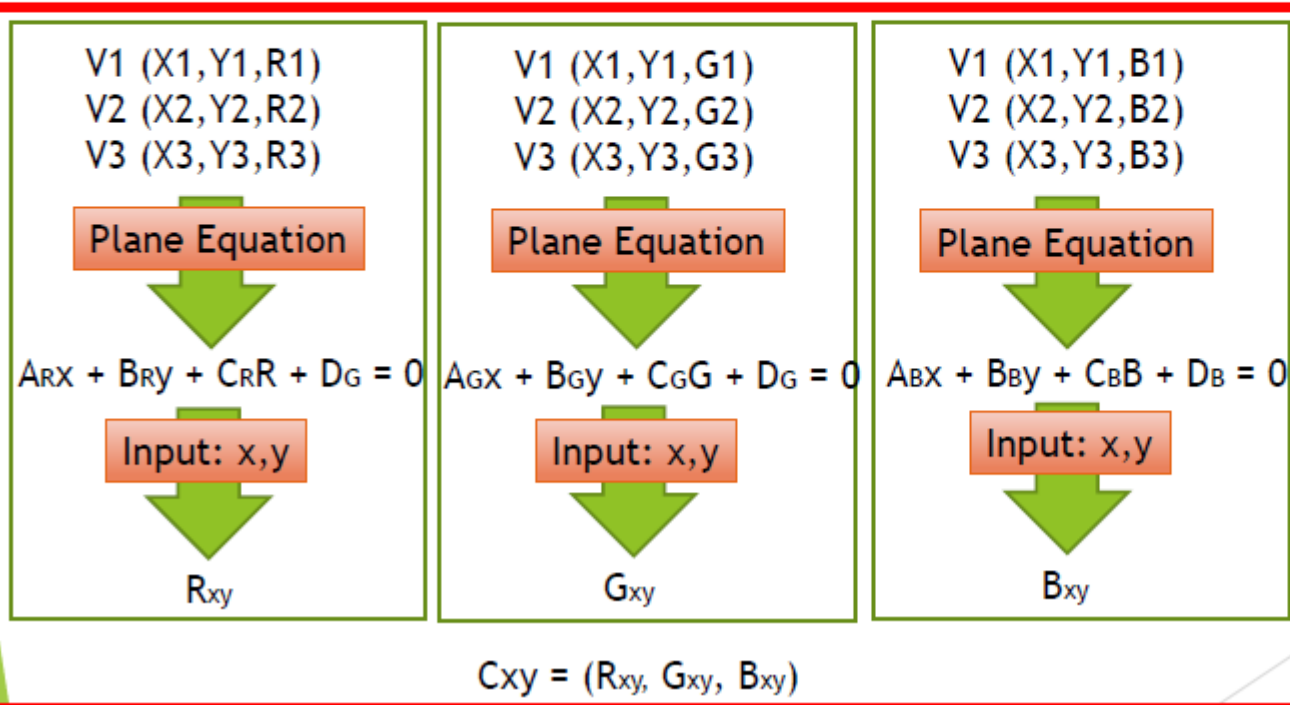 V1 (X1,Y1,R1)
V2 (X2,Y2,R2)
V3 (X3,Y3,R3)
Plane Equation
ARx + BRy + CRR + DG = 0
Input: x,y
Rxy
V1 (X1,Y1,G1)
V2 (X2,Y2,G2)
V3 (X3,Y3,G3)
Plane Equation
AGx + BGy + CGG + DG = 0
Input: x,y
Gxy
V1 (X1,Y1,B1)
V2 (X2,Y2,B2)
V3 (X3,Y3,B3)
Plane Equation
ABx + BBy + CBB + DB = 0
Input: x,y
Bxy
Cxy = (Rxy, Gxy, Bxy)